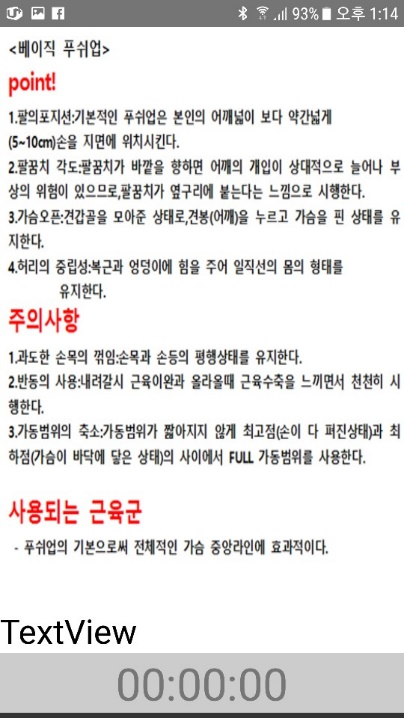 93% 오후 1:14
<베이직 푸쉬업>
point!
1.팔의포지션:기본적인 푸쉬업은 본인의 어깨넓이 보다 약간넓게
(5~10cm)손을 지면에 위치시킨다.
2.팔꿈치 각도:팔꿈치가 바깥을 향하면 어깨의 개입이 상대적으로 늘어나 부
상의 위험이 있으므로,팔꿈치가 옆구리에 붙는다는 느낌으로 시행한다.
3.가슴오픈:견갑골을 모아준 상태로,견봉(어깨)을 누르고 가슴을 핀 상태를 유
지한다.
4.허리의 중립성:복근과 엉덩이에 힘을 주어 일직선의 몸의 형태를
유지한다.
주의사항
1.과도한 손목의 꺾임:손목과 손등의 평행상태를 유지한다.
2.반동의 사용:내려갈시 근육이완과 올라올때 근육수축을 느끼면서 천천히 시
행한다.
3.가동범위의 축소:가동범위가 짧아지지 않게 최고점(손이 다 펴진상태)과 최
하점(가슴이 바닥에 닿은 상태)의 사이에서 FULL 가동범위를 사용한다.
사용되는 근육군
- 푸쉬업의 기본으로써 전체적인 가슴 중앙라인에 효과적이다.
TextView
00:00:00